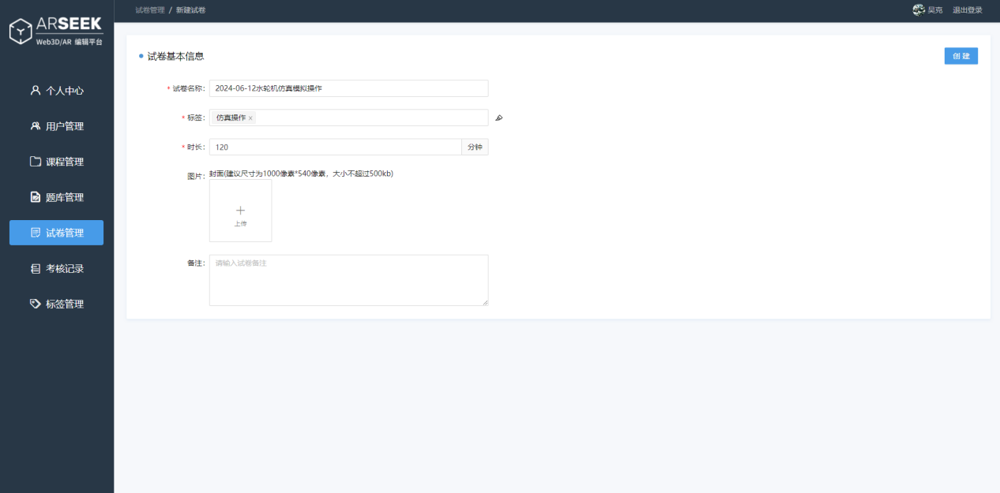 ARSEEK
Web3D/AR 编辑平台
个人中心
用户管理
课程管理
题库管理
试卷管理
考核记录
标签管理
试卷管理 / 新建试卷
吴亮 退出登录
试卷基本信息
创 建
* 试卷名称: 2024-06-12水轮机仿真模拟操作
* 标签: 仿真操作 ×
* 时长: 120 分钟
图片: 封面(建议尺寸为1000像素*540像素，大小不超过500kb)
上传
备注: 请输入试卷备注